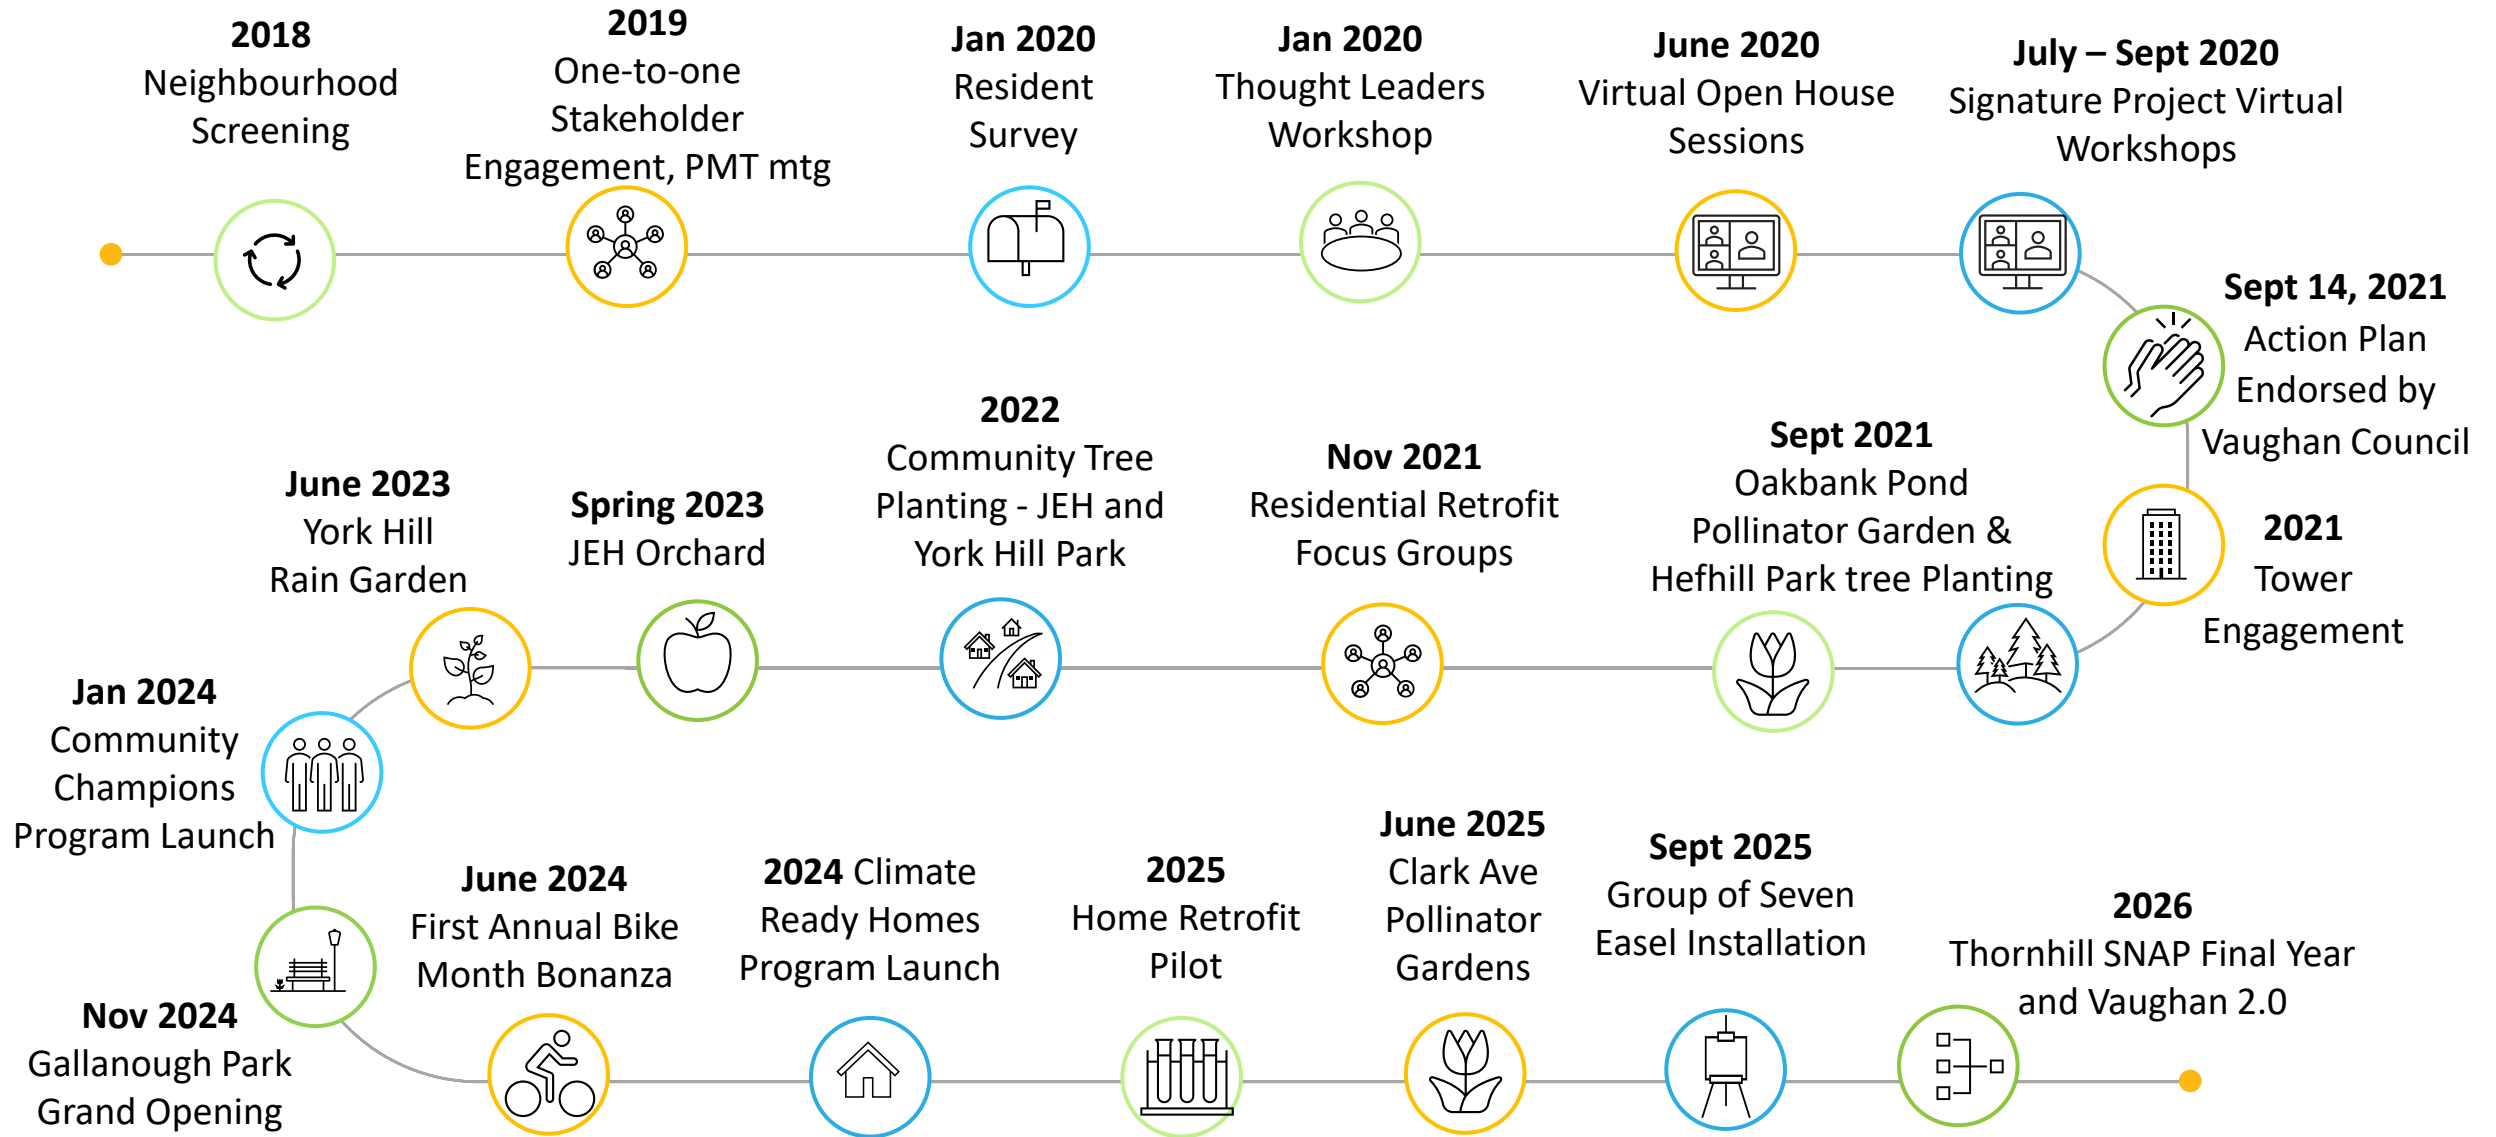 2018
Neighbourhood
Screening
2019
One-to-one
Stakeholder
Engagement, PMT mtg
Jan 2020
Resident
Survey
Jan 2020
Thought Leaders
Workshop
June 2020
Virtual Open House
Sessions
July – Sept 2020
Signature Project Virtual
Workshops
Sept 14, 2021
Action Plan
Endorsed by
Vaughan Council
2021
Tower
Engagement
Sept 2021
Oakbank Pond
Pollinator Garden &
Hefhill Park tree Planting
Nov 2021
Residential Retrofit
Focus Groups
2022
Community Tree
Planting - JEH and
York Hill Park
Spring 2023
JEH Orchard
June 2023
York Hill
Rain Garden
Jan 2024
Community
Champions
Program Launch
Nov 2024
Gallanough Park
Grand Opening
June 2024
First Annual Bike
Month Bonanza
2024 Climate
Ready Homes
Program Launch
2025
Home Retrofit
Pilot
June 2025
Clark Ave
Pollinator
Gardens
Sept 2025
Group of Seven
Easel Installation
2026
Thornhill SNAP Final Year
and Vaughan 2.0